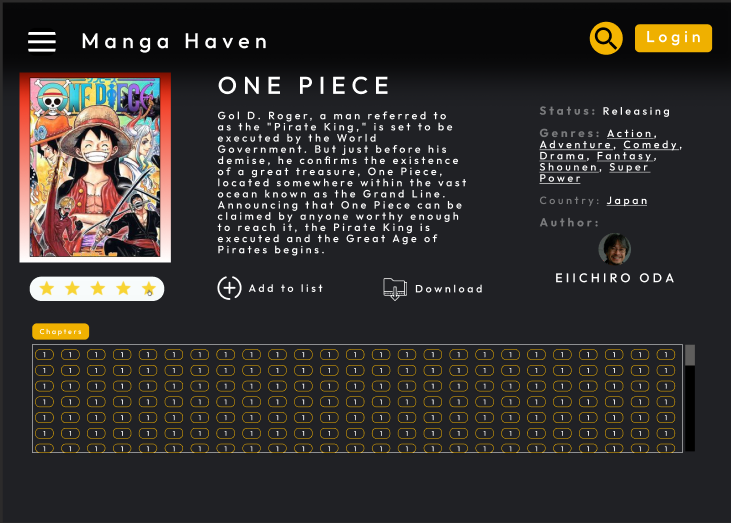 Manga Haven
Login
ONE PIECE
ONE PIECE
Gol D. Roger, a man referred to
as the "Pirate King," is set to be
executed by the World
Government. But just before his
demise, he confirms the existence
of a great treasure, One Piece,
located somewhere within the vast
ocean known as the Grand Line.
Announcing that One Piece can be
claimed by anyone worthy enough
to reach it, the Pirate King is
executed and the Great Age of
Pirates begins.
Add to list
Download
Status: Releasing
Genres: Action,
Adventure, Comedy,
Drama, Fantasy,
Shounen, Super
Power
Country: Japan
Author:
EIICHIRO ODA
Chapters
1 1 1 1 1 1 1 1 1 1 1 1 1 1 1 1 1 1 1 1 1 1 1 1 1
1 1 1 1 1 1 1 1 1 1 1 1 1 1 1 1 1 1 1 1 1 1 1 1 1
1 1 1 1 1 1 1 1 1 1 1 1 1 1 1 1 1 1 1 1 1 1 1 1 1
1 1 1 1 1 1 1 1 1 1 1 1 1 1 1 1 1 1 1 1 1 1 1 1 1
1 1 1 1 1 1 1 1 1 1 1 1 1 1 1 1 1 1 1 1 1 1 1 1 1
1 1 1 1 1 1 1 1 1 1 1 1 1 1 1 1 1 1 1 1 1 1 1 1 1
1 1 1 1 1 1 1 1 1 1 1 1 1 1 1 1 1 1 1 1 1 1 1 1 1